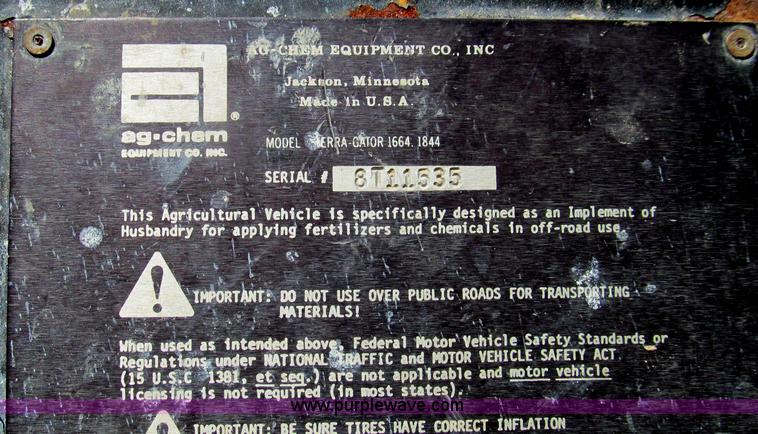 AG-CHEM EQUIPMENT CO., INC
Jackson, Minnesota
Made in U.S.A.
ag·chem
®
EQUIPMENT CO. INC.
MODEL TERRA-GATOR 1664. 1844
SERIAL # 8T11535
This Agricultural Vehicle is specifically designed as an Implement of
Husbandry for applying fertilizers and chemicals in off-road use.
IMPORTANT: DO NOT USE OVER PUBLIC ROADS FOR TRANSPORTING
MATERIALS!
When used as intended above, Federal Motor Vehicle Safety Standards or
Regulations under NATIONAL TRAFFIC and MOTOR VEHICLE SAFETY ACT
(15 U.S.C 1381, et seq.) are not applicable and motor vehicle
licensing is not required (in most states).
www.purplewave.com
IMPORTANT: BE SURE TIRES HAVE CORRECT INFLATION